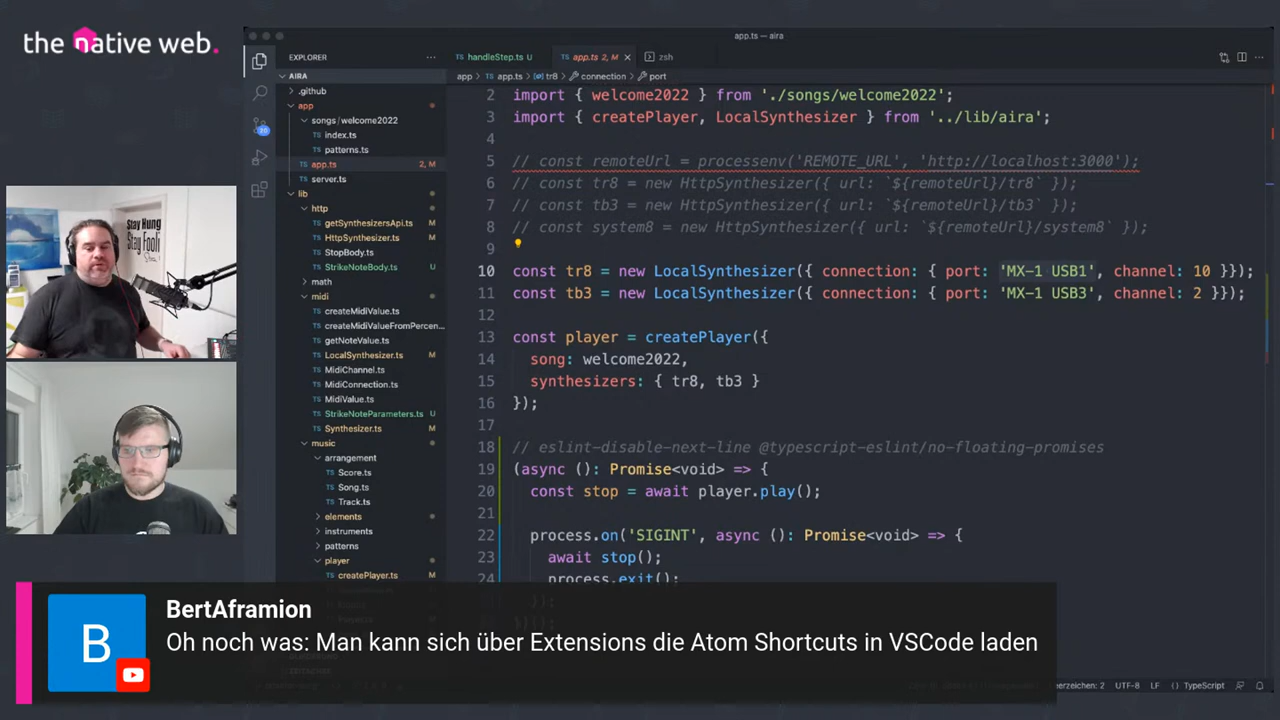 the native web.
app.ts — aira
EXPLORER
handleStep.ts U
app.ts 2, M
zsh
AIRA
app > app.ts > tr8 > connection > port
.github
app
songs / welcome2022
index.ts
patterns.ts
app.ts 2, M
server.ts
lib
http
getSynthesizersApi.ts
HttpSynthesizer.ts M
StopBody.ts
StrikeNoteBody.ts U
math
midi
createMidiValue.ts
createMidiValueFromPercen...
getNoteValue.ts
LocalSynthesizer.ts M
MidiChannel.ts
MidiConnection.ts
MidiValue.ts
StrikeNoteParameters.ts U
Synthesizer.ts M
music
arrangement
Score.ts
Song.ts
Track.ts
elements
instruments
patterns
player
createPlayer.ts M
2 import { welcome2022 } from './songs/welcome2022';
3 import { createPlayer, LocalSynthesizer } from '../lib/aira';
4
5 // const remoteUrl = processenv('REMOTE_URL', 'http://localhost:3000');
6 // const tr8 = new HttpSynthesizer({ url: `${remoteUrl}/tr8` });
7 // const tb3 = new HttpSynthesizer({ url: `${remoteUrl}/tb3` });
8 // const system8 = new HttpSynthesizer({ url: `${remoteUrl}/system8` });
9
10 const tr8 = new LocalSynthesizer({ connection: { port: 'MX-1 USB1', channel: 10 }});
11 const tb3 = new LocalSynthesizer({ connection: { port: 'MX-1 USB3', channel: 2 }});
12
13 const player = createPlayer({
14 song: welcome2022,
15 synthesizers: { tr8, tb3 }
16 });
17
18 // eslint-disable-next-line @typescript-eslint/no-floating-promises
19 (async (): Promise<void> => {
20 const stop = await player.play();
21
22 process.on('SIGINT', async (): Promise<void> => {
23 await stop();
24 process.exit();
Stay Hung
Stay Fooli
BertAframion
B
Oh noch was: Man kann sich über Extensions die Atom Shortcuts in VSCode laden
erzeichen: 2 UTF-8 LF { } TypeScript